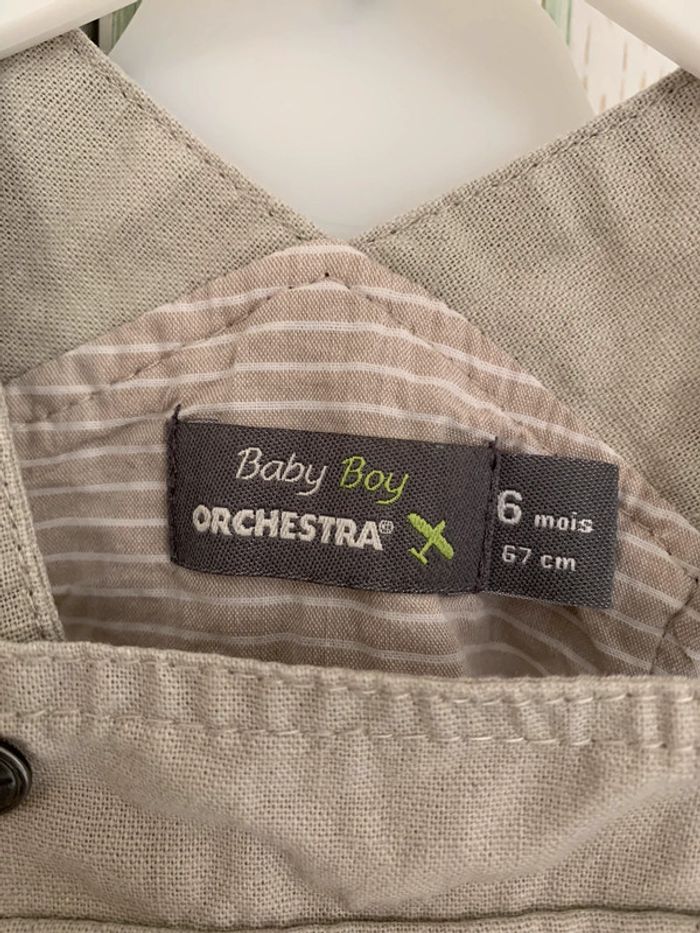 Baby Boy
ORCHESTRA®
6 mois
67 cm